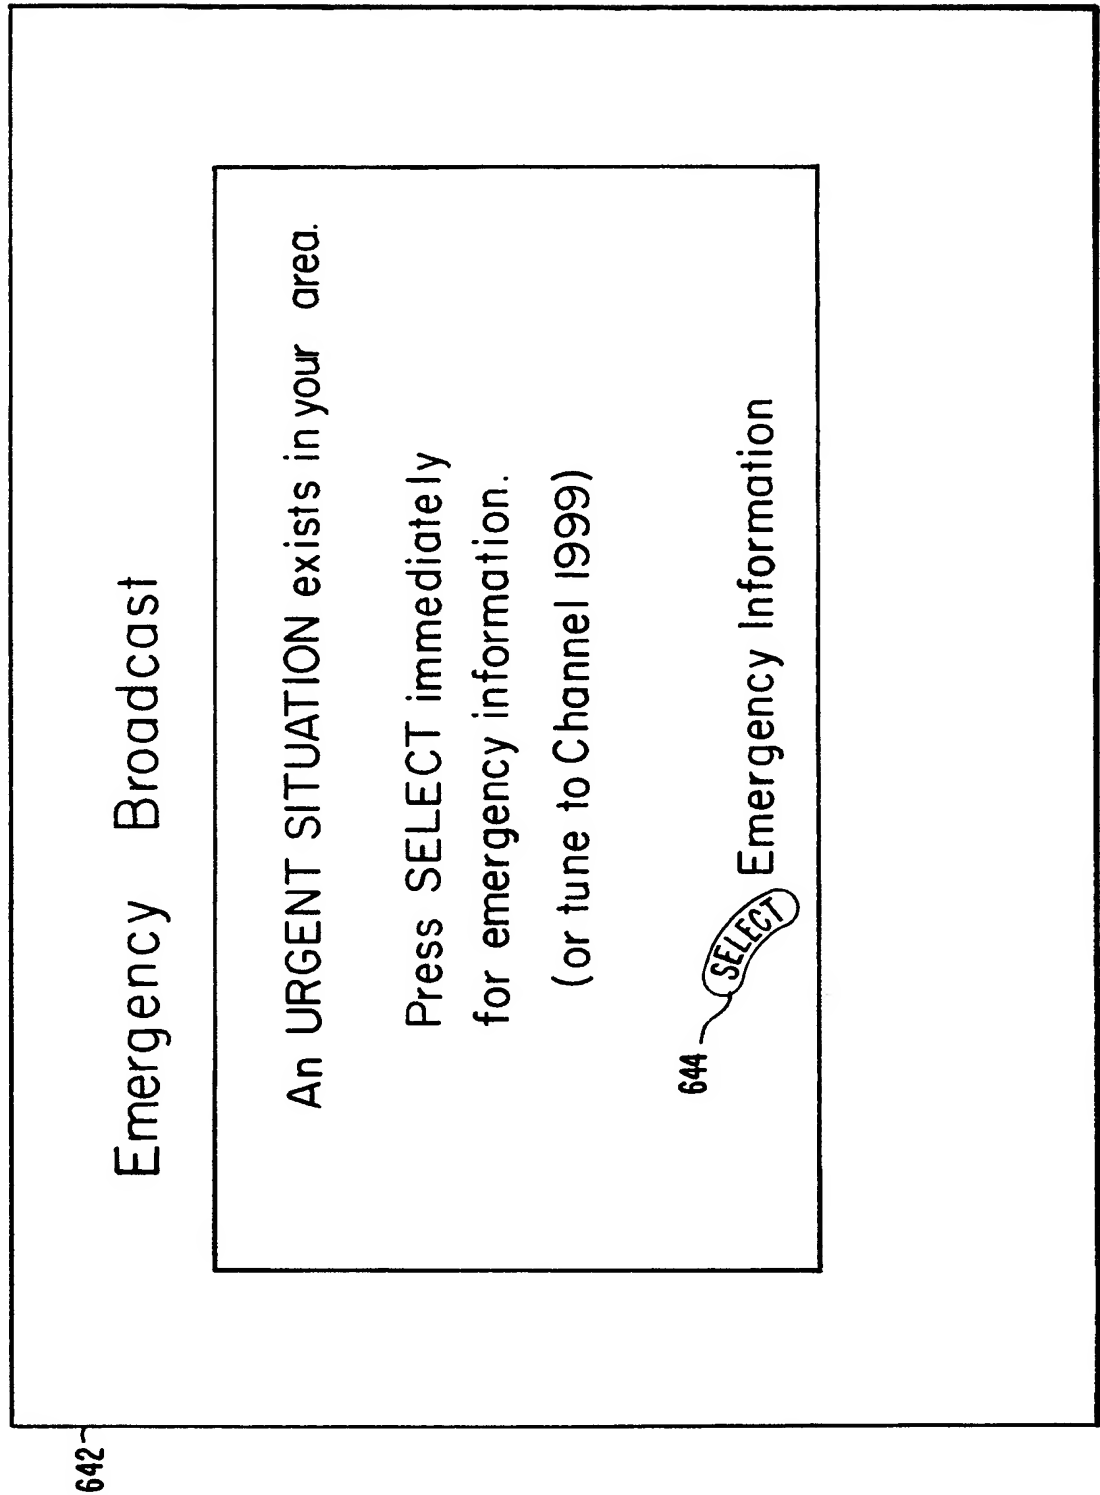 642
Emergency Broadcast
An URGENT SITUATION exists in your area.
Press SELECT immediately
for emergency information.
(or tune to Channel 1999)
644
SELECT Emergency Information